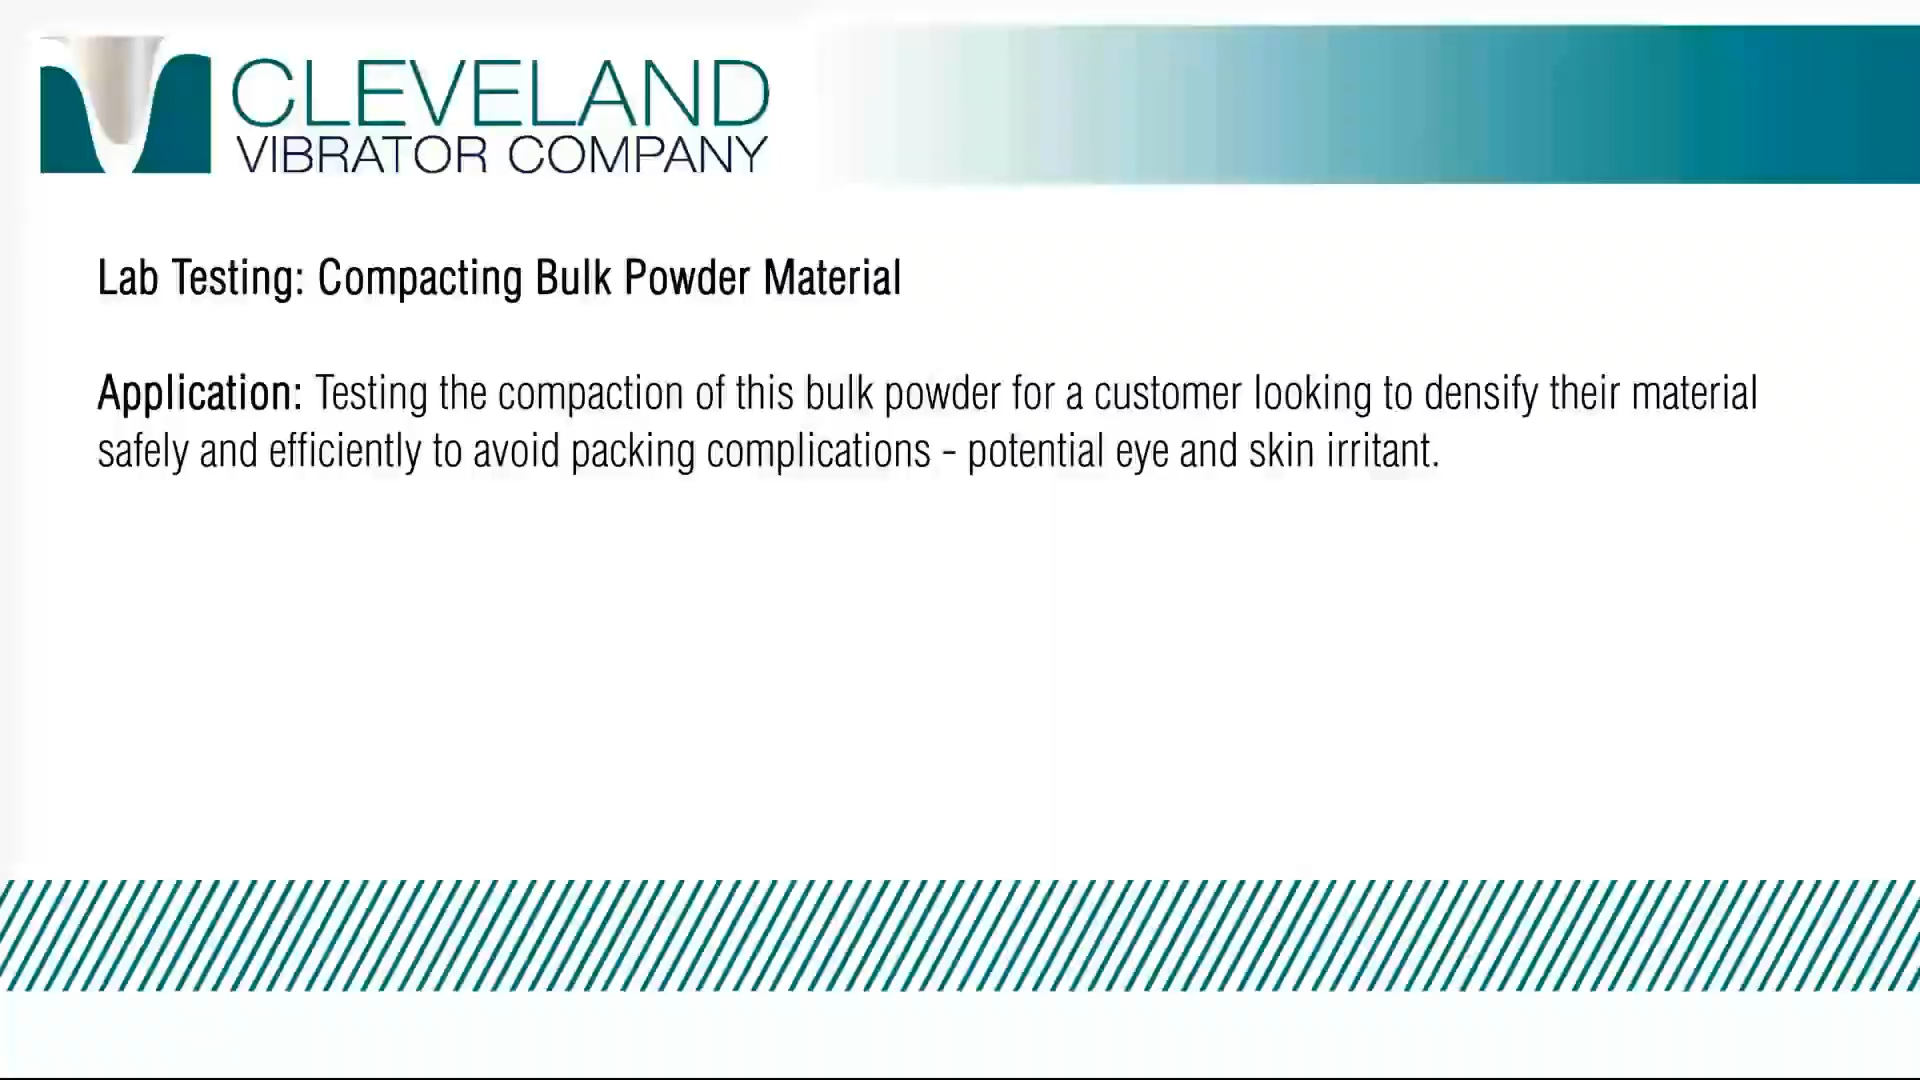 CLEVELAND
VIBRATOR COMPANY
Lab Testing: Compacting Bulk Powder Material
Application: Testing the compaction of this bulk powder for a customer looking to densify their material
safely and efficiently to avoid packing complications - potential eye and skin irritant.